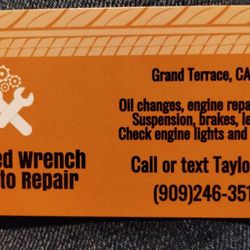 Grand Terrace, CA
Oil changes, engine repa
Suspension, brakes, le
Check engine lights and
ed Wrench
to Repair
Call or text Taylo
(909)246-351